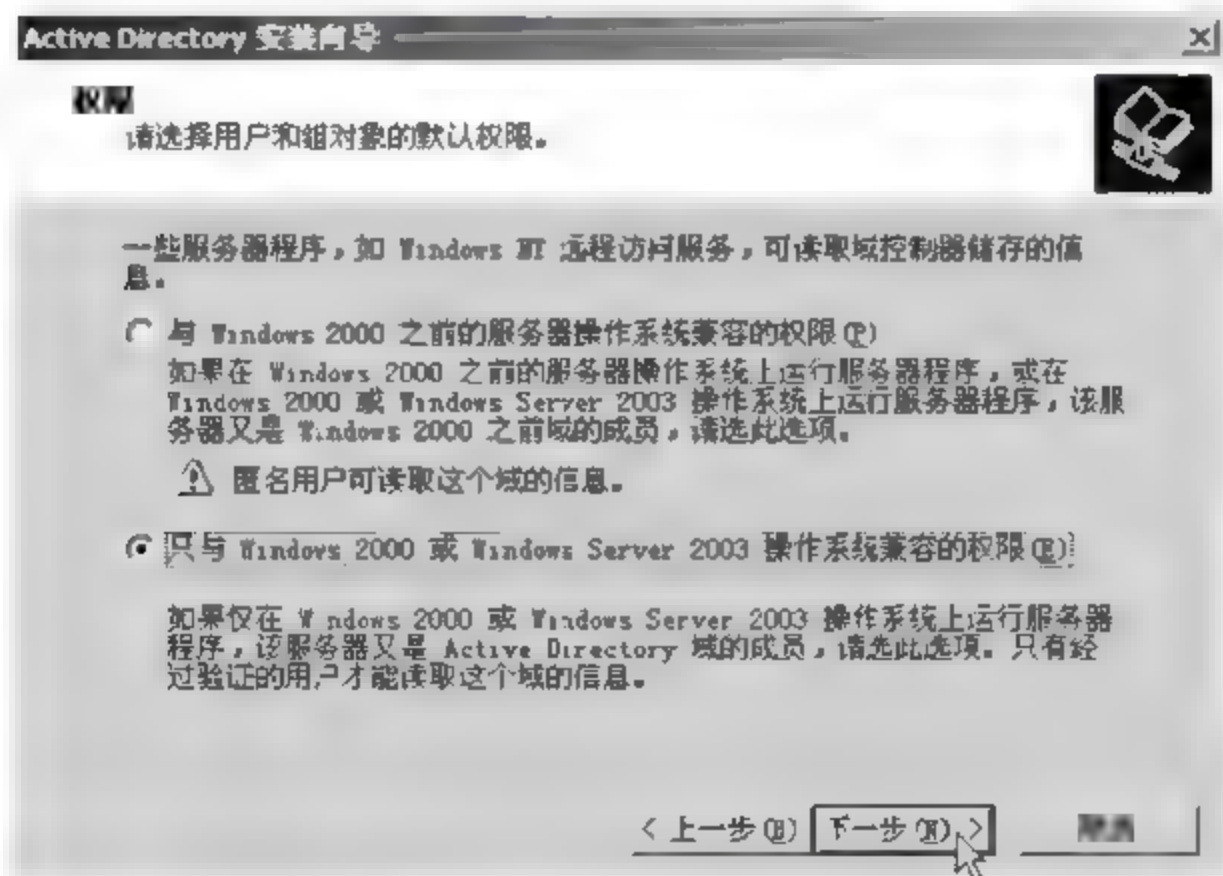 Active Directory 安装向导
权限
请选择用户和组对象的默认权限。
一些服务器程序，如 Windows NT 远程访问服务，可读取域控制器储存的信
息。
与 Windows 2000 之前的服务器操作系统兼容的权限(P)
如果在 Windows 2000 之前的服务器操作系统上运行服务器程序，或在
Windows 2000 或 Windows Server 2003 操作系统上运行服务器程序，该服
务器又是 Windows 2000 之前域的成员，请选此选项。
匿名用户可读取这个域的信息。
只与 Windows 2000 或 Windows Server 2003 操作系统兼容的权限(E)
如果仅在 Windows 2000 或 Windows Server 2003 操作系统上运行服务器
程序，该服务器又是 Active Directory 域的成员，请选此选项。只有经
过验证的用户才能读取这个域的信息。
< 上一步(B) 下一步(N) > 取消